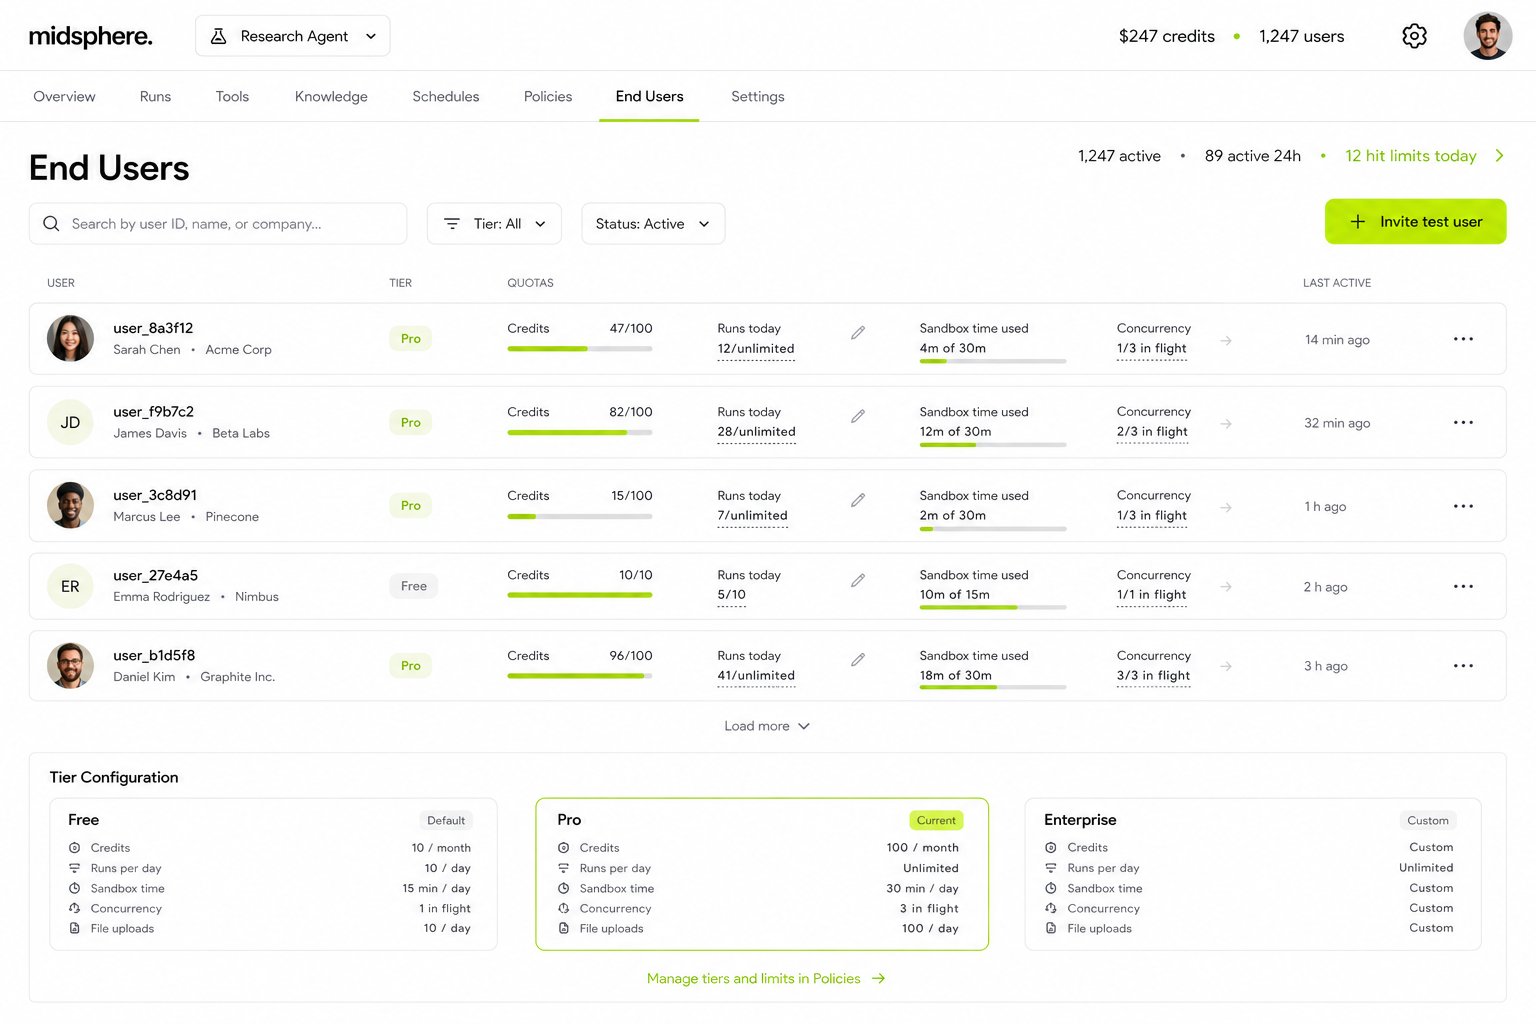 midsphere.
Research Agent
$247 credits • 1,247 users
Overview Runs Tools Knowledge Schedules Policies End Users Settings
End Users
1,247 active • 89 active 24h • 12 hit limits today
Search by user ID, name, or company...
Tier: All
Status: Active
Invite test user
USER TIER QUOTAS LAST ACTIVE
user_8a3f12
Sarah Chen • Acme Corp
Pro
Credits 47/100
Runs today
12/unlimited
Sandbox time used
4m of 30m
Concurrency
1/3 in flight
14 min ago
JD
user_f9b7c2
James Davis • Beta Labs
Pro
Credits 82/100
Runs today
28/unlimited
Sandbox time used
12m of 30m
Concurrency
2/3 in flight
32 min ago
user_3c8d91
Marcus Lee • Pinecone
Pro
Credits 15/100
Runs today
7/unlimited
Sandbox time used
2m of 30m
Concurrency
1/3 in flight
1 h ago
ER
user_27e4a5
Emma Rodriguez • Nimbus
Free
Credits 10/10
Runs today
5/10
Sandbox time used
10m of 15m
Concurrency
1/1 in flight
2 h ago
user_b1d5f8
Daniel Kim • Graphite Inc.
Pro
Credits 96/100
Runs today
41/unlimited
Sandbox time used
18m of 30m
Concurrency
3/3 in flight
3 h ago
Load more
Tier Configuration
Free Default
Credits 10 / month
Runs per day 10 / day
Sandbox time 15 min / day
Concurrency 1 in flight
File uploads 10 / day
Pro Current
Credits 100 / month
Runs per day Unlimited
Sandbox time 30 min / day
Concurrency 3 in flight
File uploads 100 / day
Enterprise Custom
Credits Custom
Runs per day Unlimited
Sandbox time Custom
Concurrency Custom
File uploads Custom
Manage tiers and limits in Policies